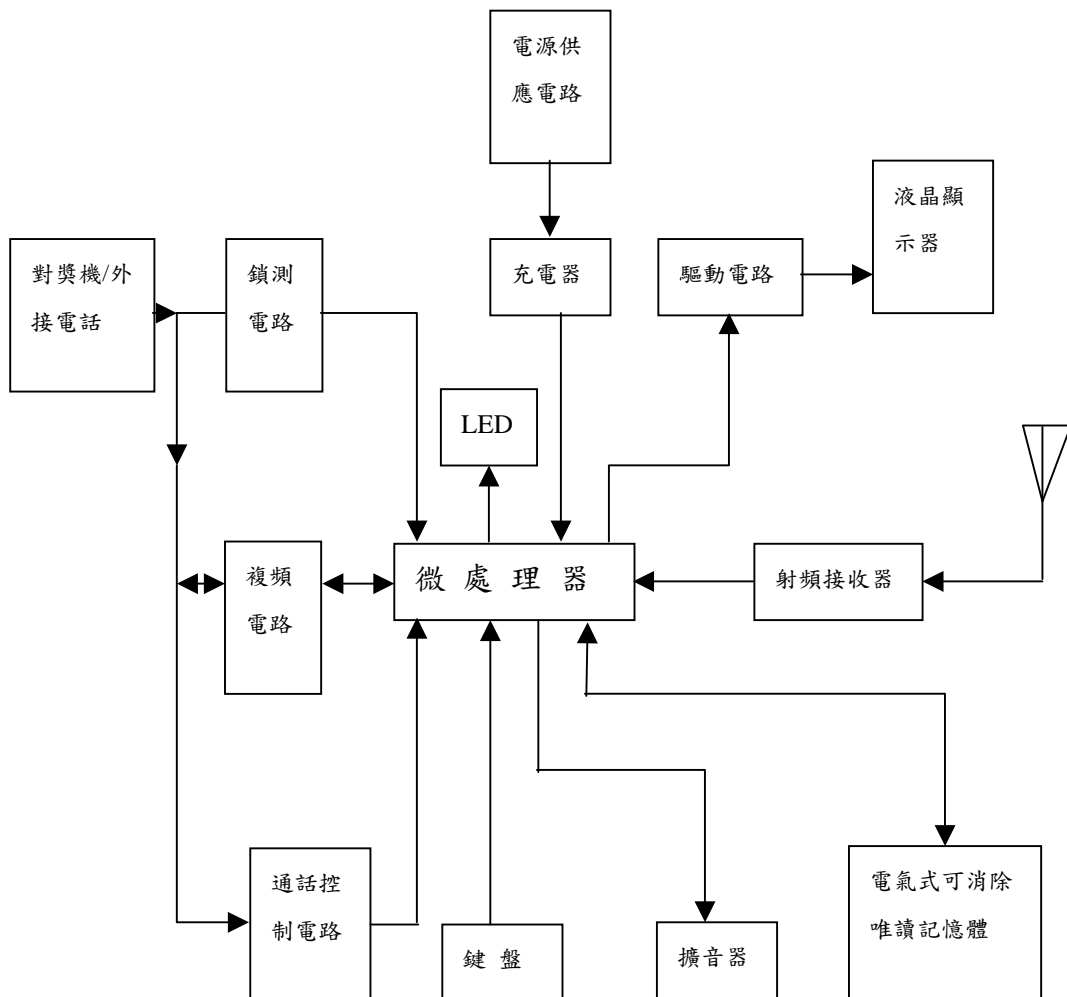 電源供
應電路
液晶顯
示器
對獎機/外
接電話
鎖測
電路
充電器
驅動電路
LED
複頻
電路
微處理器
射頻接收器
通話控
制電路
鍵盤
擴音器
電氣式可消除
唯讀記憶體